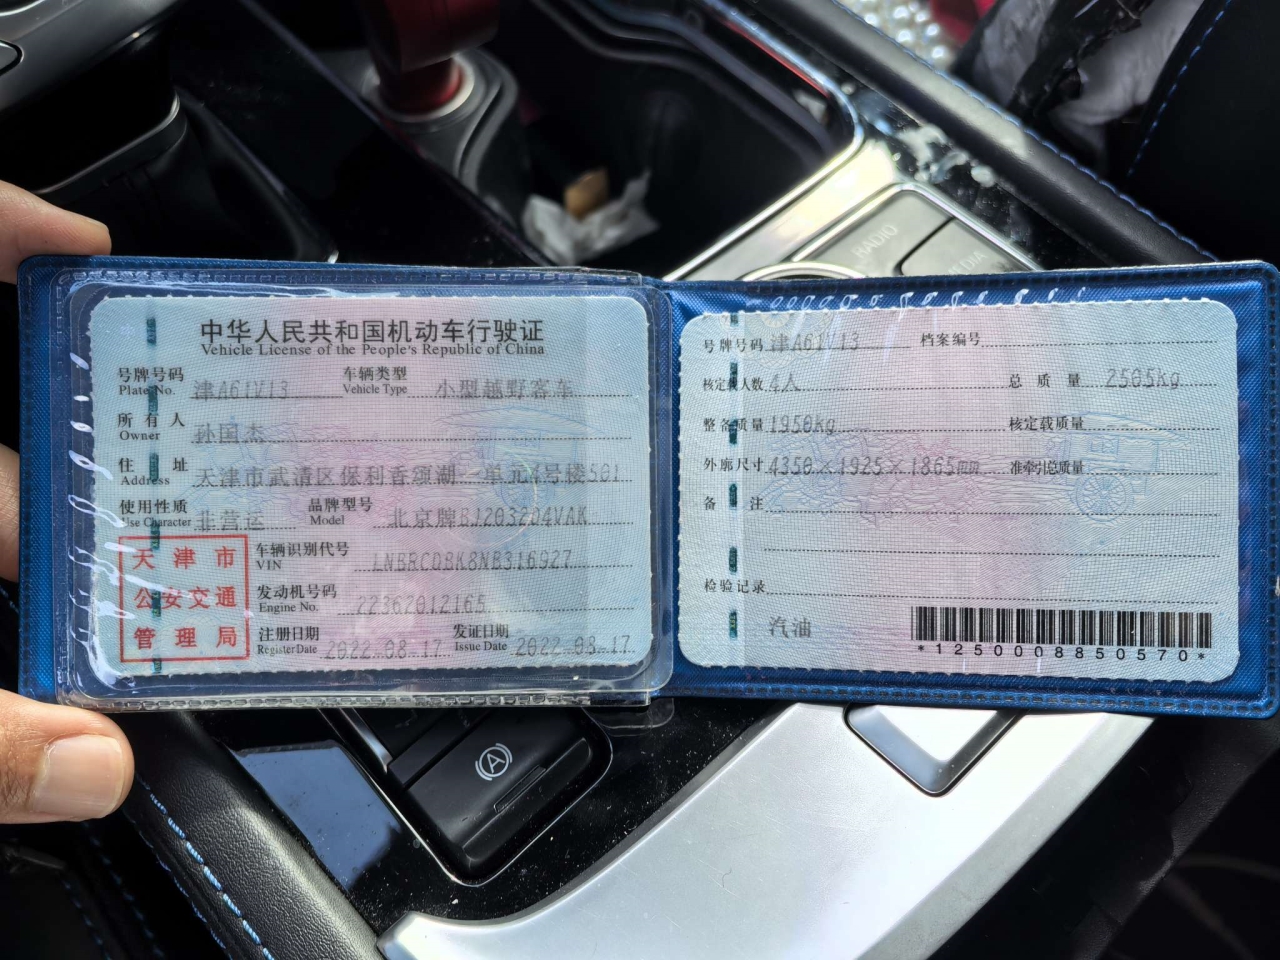 RADIO
MEDIA
中华人民共和国机动车行驶证
Vehicle License of the People's Republic of China
号牌号码 Plate No. 津A61V13 车辆类型 Vehicle Type 小型越野客车
所有人 Owner 孙国杰
住址 Address 天津市武清区保利香颂湖一单元4号楼501
使用性质 Use Character 非营运 品牌型号 Model 北京牌BJ2032D4VAK
天津市公安交通管理局
车辆识别代号 VIN LNBRCDBK8NB316927
发动机号码 Engine No. 22362012165
注册日期 Register Date 2022.08.17 发证日期 Issue Date 2022.08.17
号牌号码 津A61V13 档案编号
核定载人数 4人 总质量 2505kg
整备质量 1950kg 核定载质量
外廓尺寸 4350×1925×1865mm 准牵引总质量
备注
检验记录
汽油
*1250008850570*
A